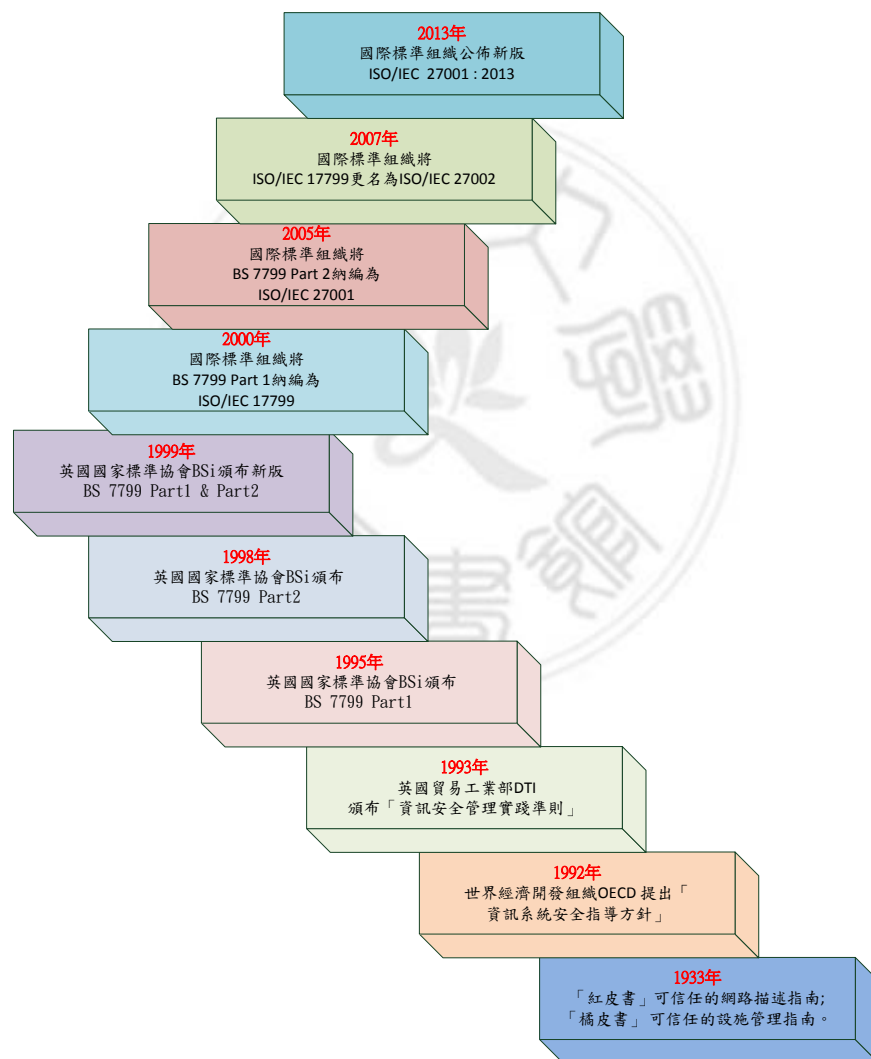 2013年
國際標準組織公佈新版
ISO/IEC 27001 : 2013
2007年
國際標準組織將
ISO/IEC 17799更名為ISO/IEC 27002
2005年
國際標準組織將
BS 7799 Part 2納編為
ISO/IEC 27001
2000年
國際標準組織將
BS 7799 Part 1納編為
ISO/IEC 17799
1999年
英國國家標準協會BSi頒布新版
BS 7799 Part1 & Part2
1998年
英國國家標準協會BSi頒布
BS 7799 Part2
1995年
英國國家標準協會BSi頒布
BS 7799 Part1
1993年
英國貿易工業部DTI
頒布「資訊安全管理實踐準則」
1992年
世界經濟開發組織OECD 提出「
資訊系統安全指導方針」
1933年
「紅皮書」可信任的網路描述指南;
「橘皮書」 可信任的設施管理指南。